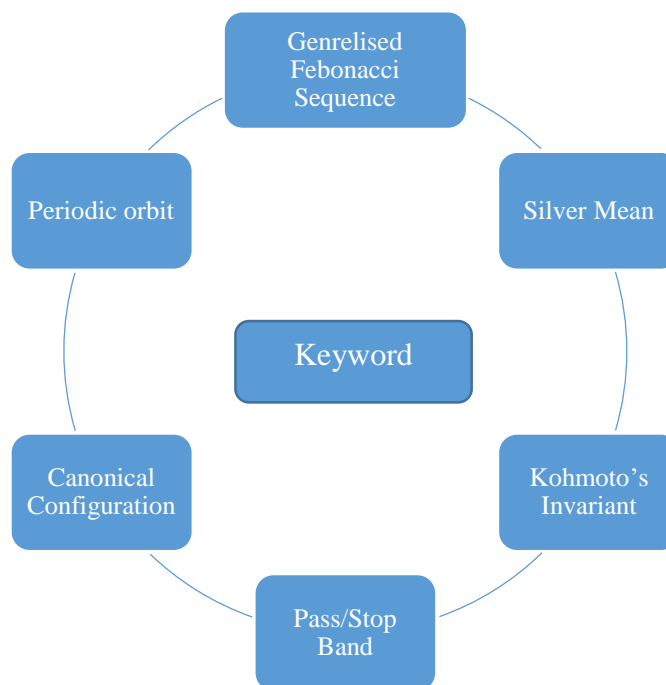 Genrelised
Febonacci
Sequence
Periodic orbit
Silver Mean
Keyword
Canonical
Configuration
Kohmoto's
Invariant
Pass/Stop
Band